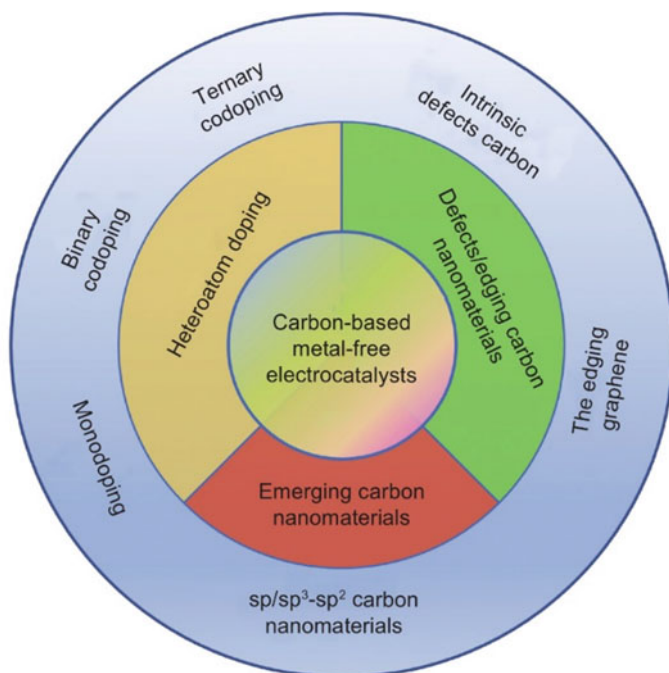 Ternary
codoping
Intrinsic
defects carbon
Binary
codoping
Heteroatom doping
Defects/edging carbon
nanomaterials
Carbon-based
metal-free
electrocatalysts
The edging
graphene
Monodoping
Emerging carbon
nanomaterials
sp/sp³-sp² carbon
nanomaterials